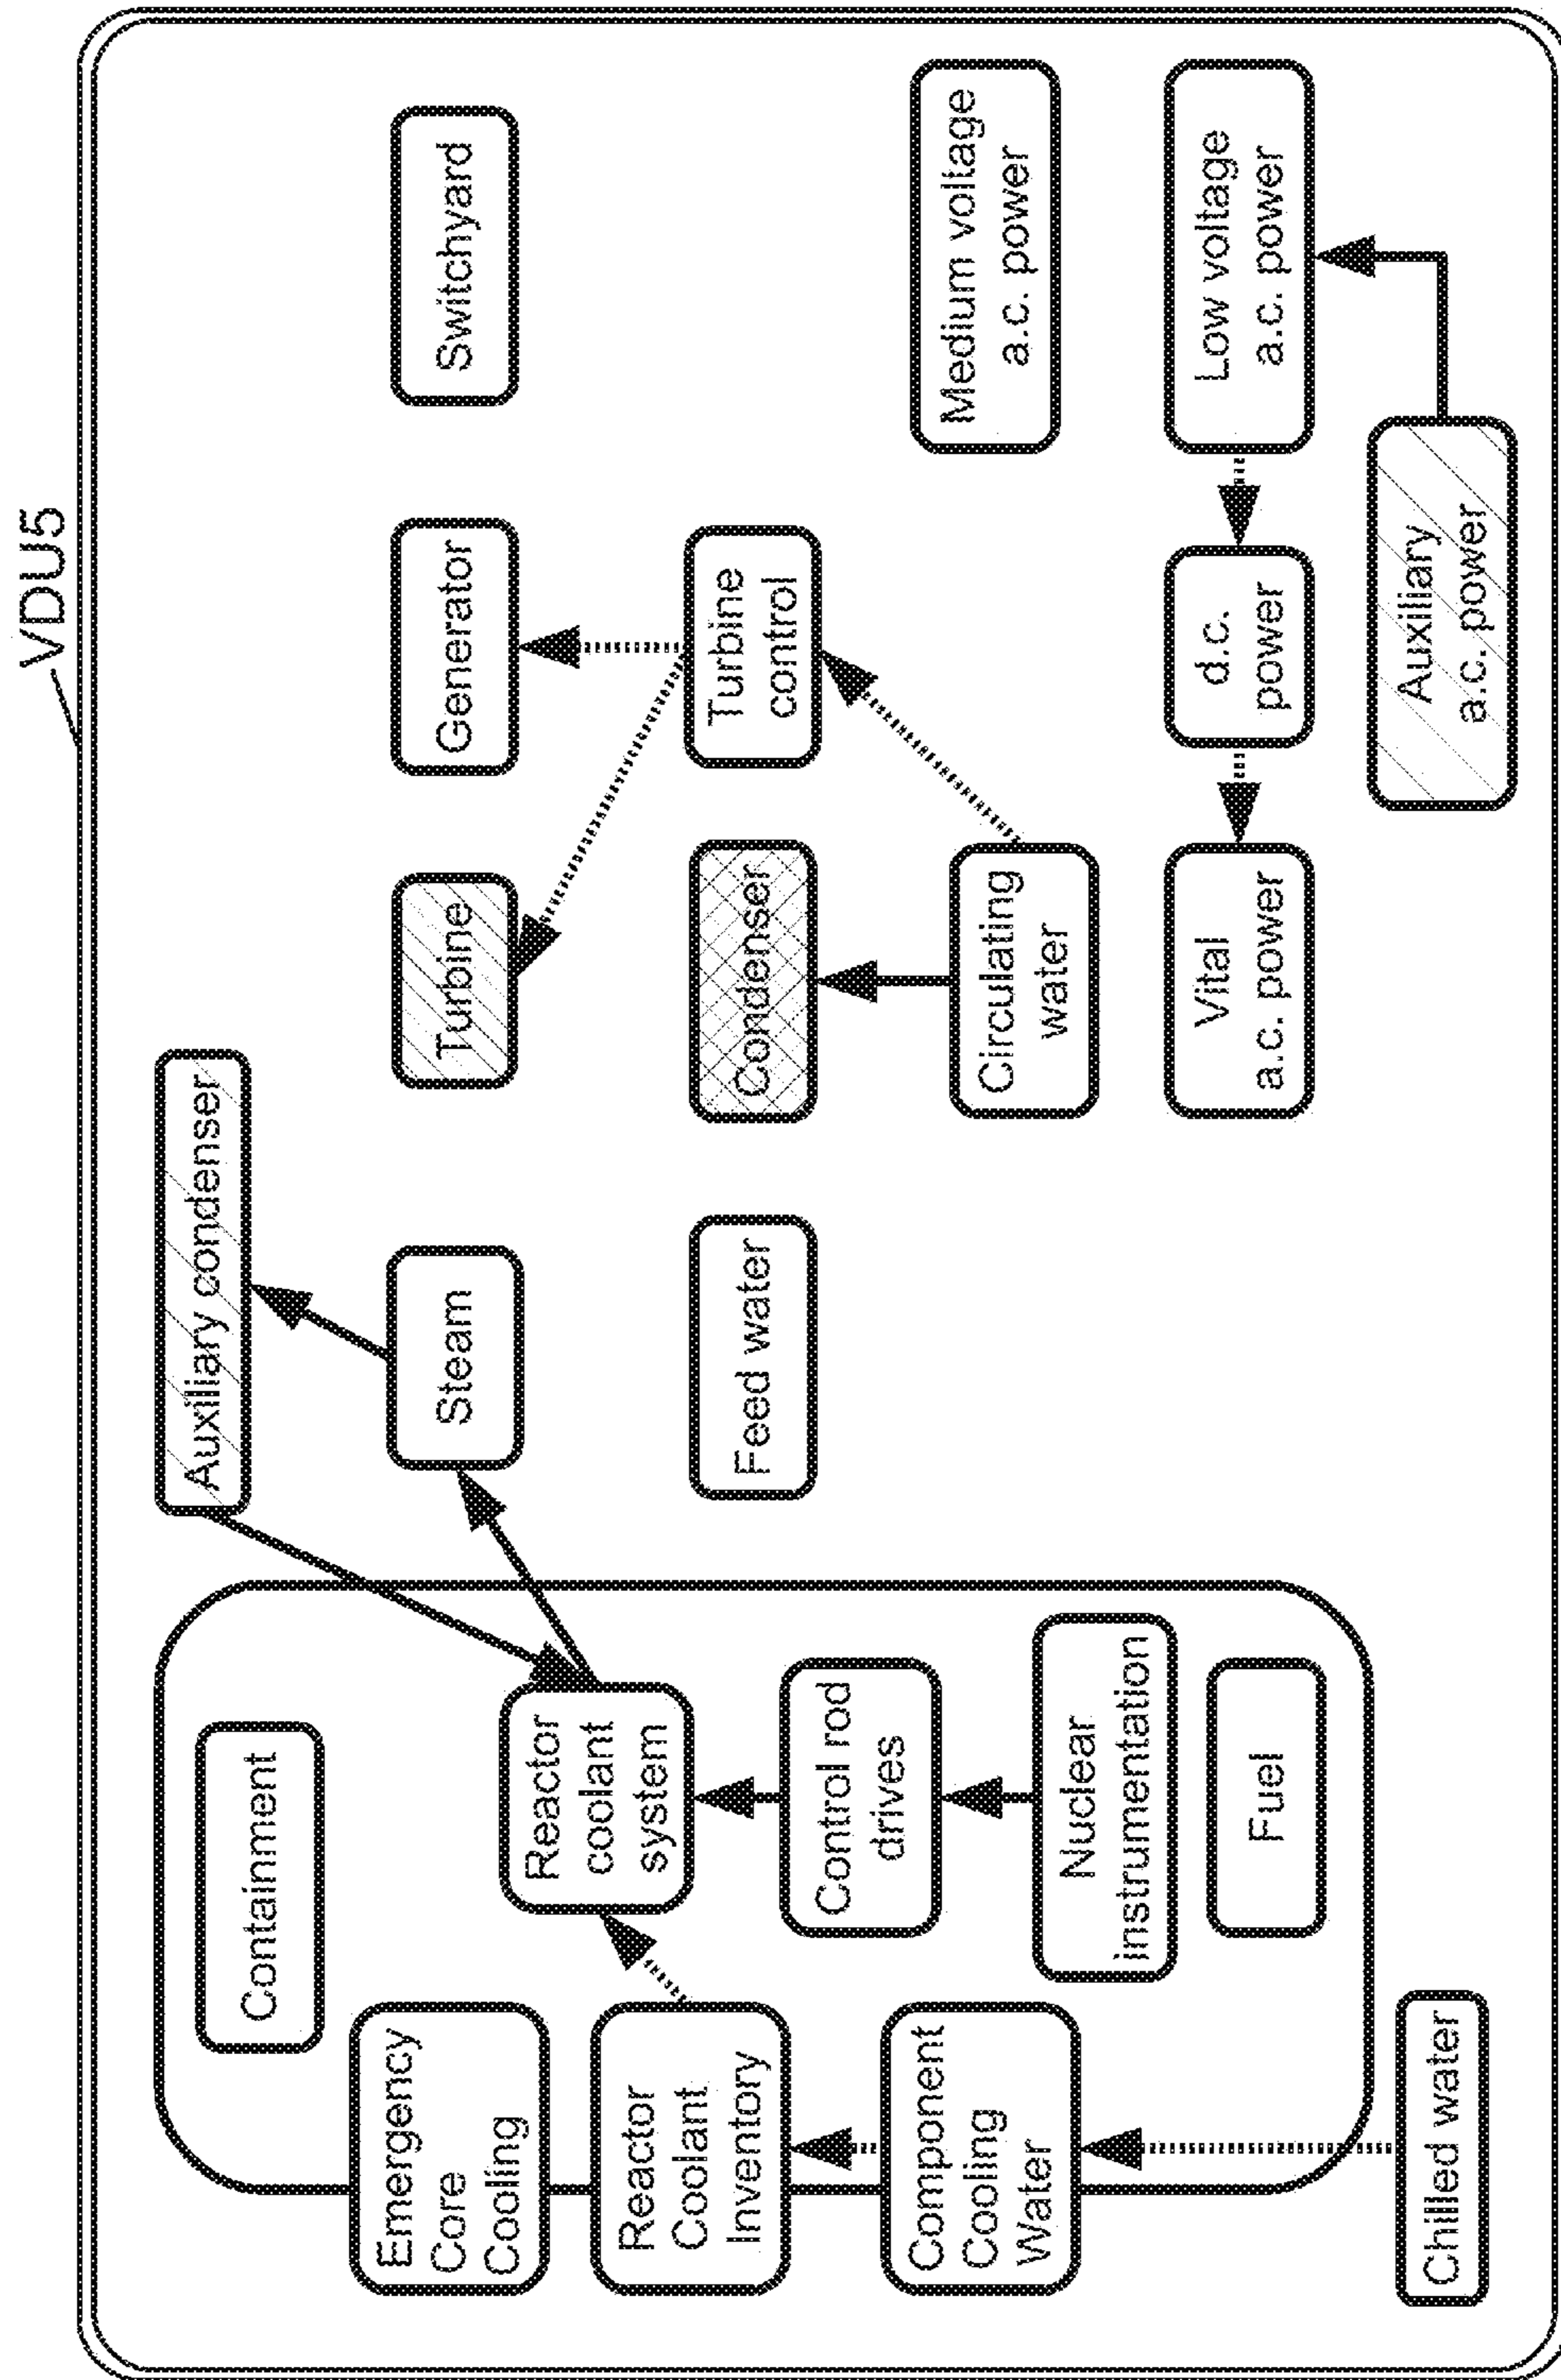 VDU5
Containment
Emergency
Core
Cooling
Reactor
Coolant
Inventory
Component
Cooling
Water
Chilled water
Reactor
coolant
system
Control rod
drives
Nuclear
instrumentation
Fuel
Auxiliary condenser
Steam
Feed water
Turbine
Condenser
Circulating
water
Vital
a.c. power
Generator
Turbine
control
d.c.
power
Auxiliary
a.c. power
Switchyard
Medium voltage
a.c. power
Low voltage
a.c. power